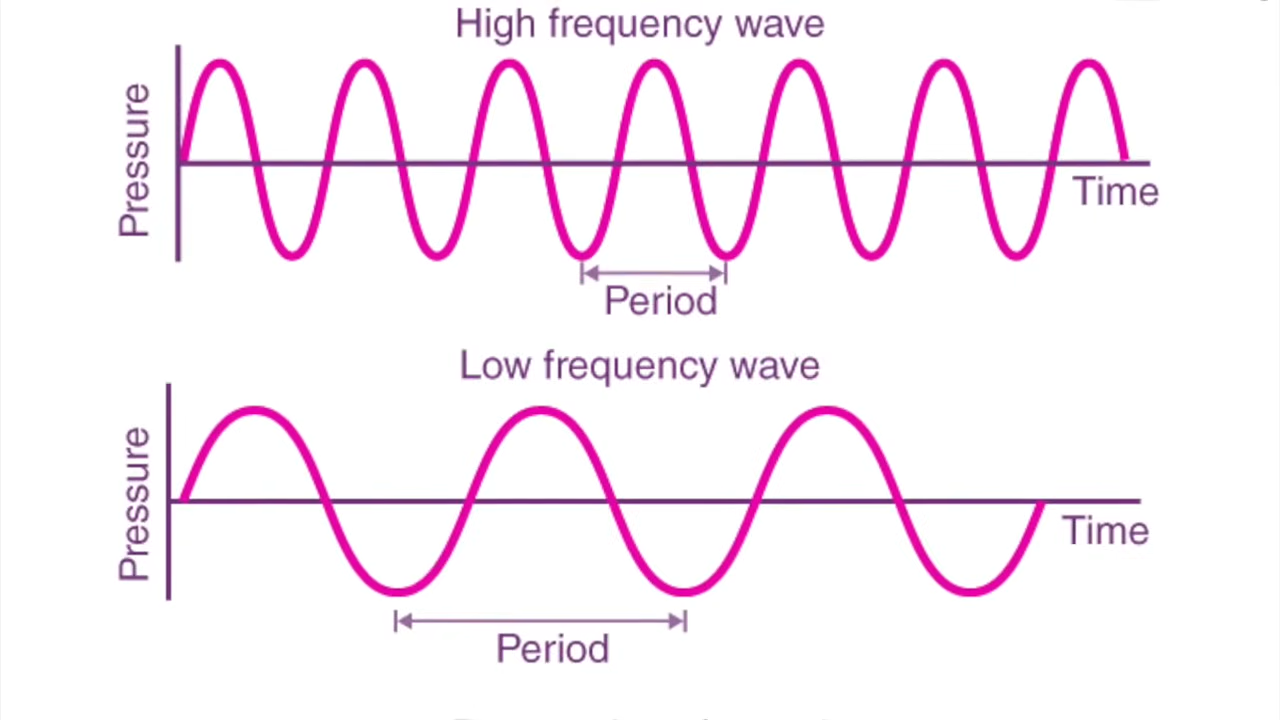 High frequency wave
Pressure
Time
Period
Low frequency wave
Pressure
Time
Period